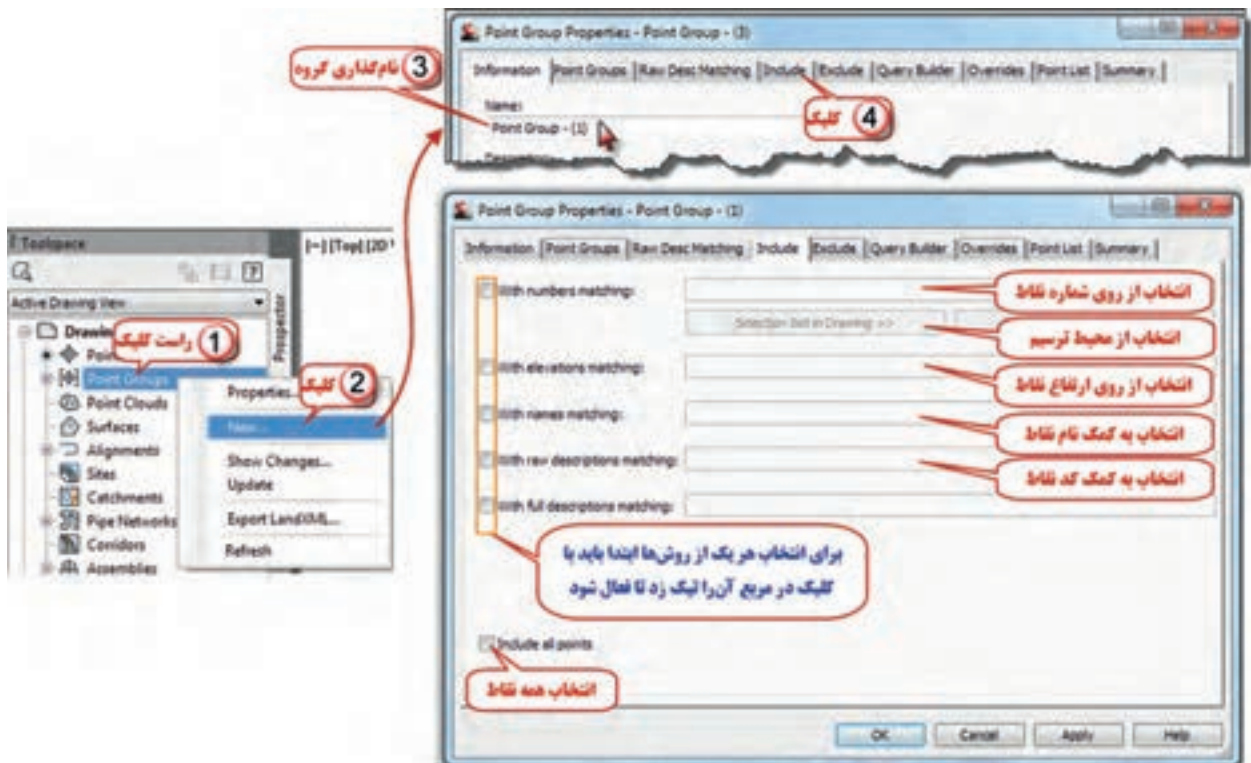 Point Group Properties - Point Group - (3)
Information Point Groups Raw Desc Matching Include Exclude Query Builder Overrides Point List Summary
3 نام‌گذاری گروه
Name:
Point Group - (1)
4 کلیک
Point Group Properties - Point Group - (1)
Information Point Groups Raw Desc Matching Include Exclude Query Builder Overrides Point List Summary
With numbers matching:
انتخاب از روی شماره نقاط
Selection Set in Drawing >>
انتخاب از محیط ترسیم
With elevations matching:
انتخاب از روی ارتفاع نقاط
With names matching:
انتخاب به کمک نام نقاط
With raw descriptions matching:
انتخاب به کمک کد نقاط
With full descriptions matching:
برای انتخاب هر یک از روش‌ها ابتدا باید با
کلیک در مربع آن‌را تیک زد تا فعال شود
Include all points
انتخاب همه نقاط
OK Cancel Apply Help
Toolspace
[-] [Top] [2D
Active Drawing View
Prospector
1 راست کلیک
Point Groups
Point Clouds
Surfaces
Alignments
Sites
Catchments
Pipe Networks
Corridors
Assemblies
Properties...
2 کلیک
New...
Show Changes...
Update
Export LandXML...
Refresh